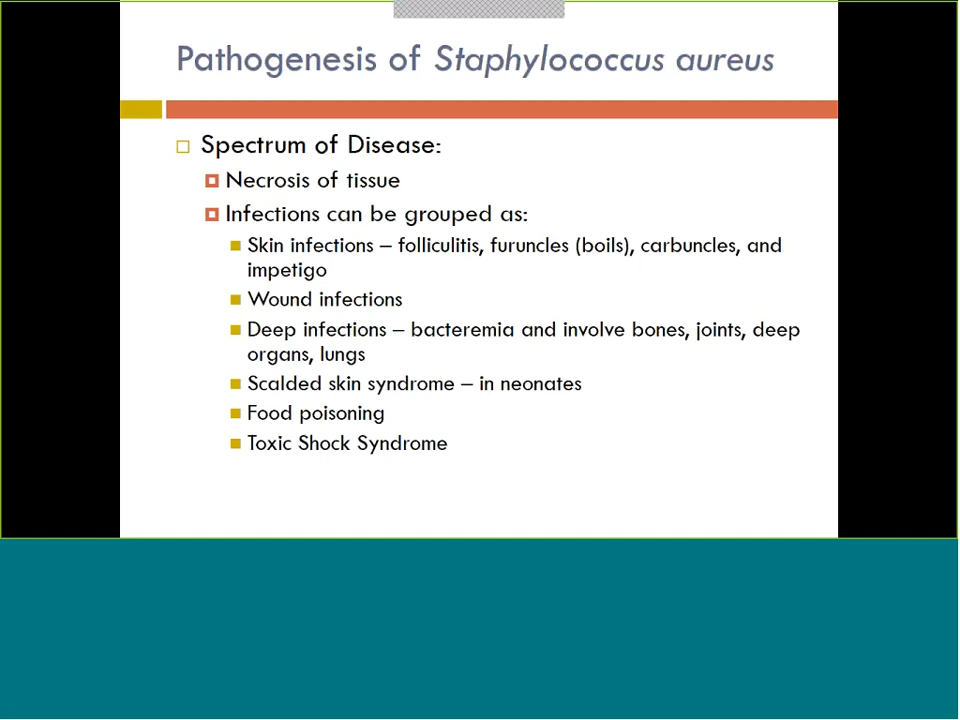 Pathogenesis of Staphylococcus aureus
Spectrum of Disease:
Necrosis of tissue
Infections can be grouped as:
Skin infections – folliculitis, furuncles (boils), carbuncles, and
impetigo
Wound infections
Deep infections – bacteremia and involve bones, joints, deep
organs, lungs
Scalded skin syndrome – in neonates
Food poisoning
Toxic Shock Syndrome